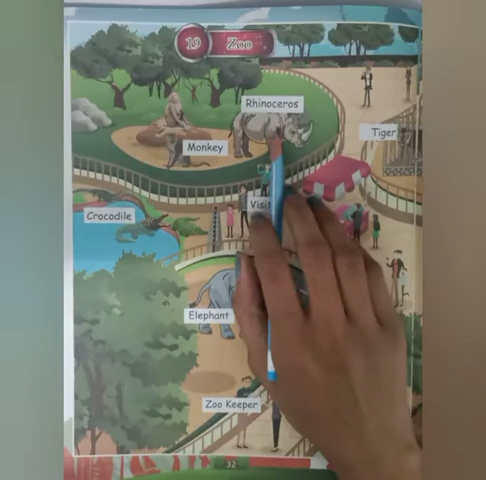 19 Zoo
Rhinoceros
Tiger
Monkey
Crocodile
Elephant
Zoo Keeper
32